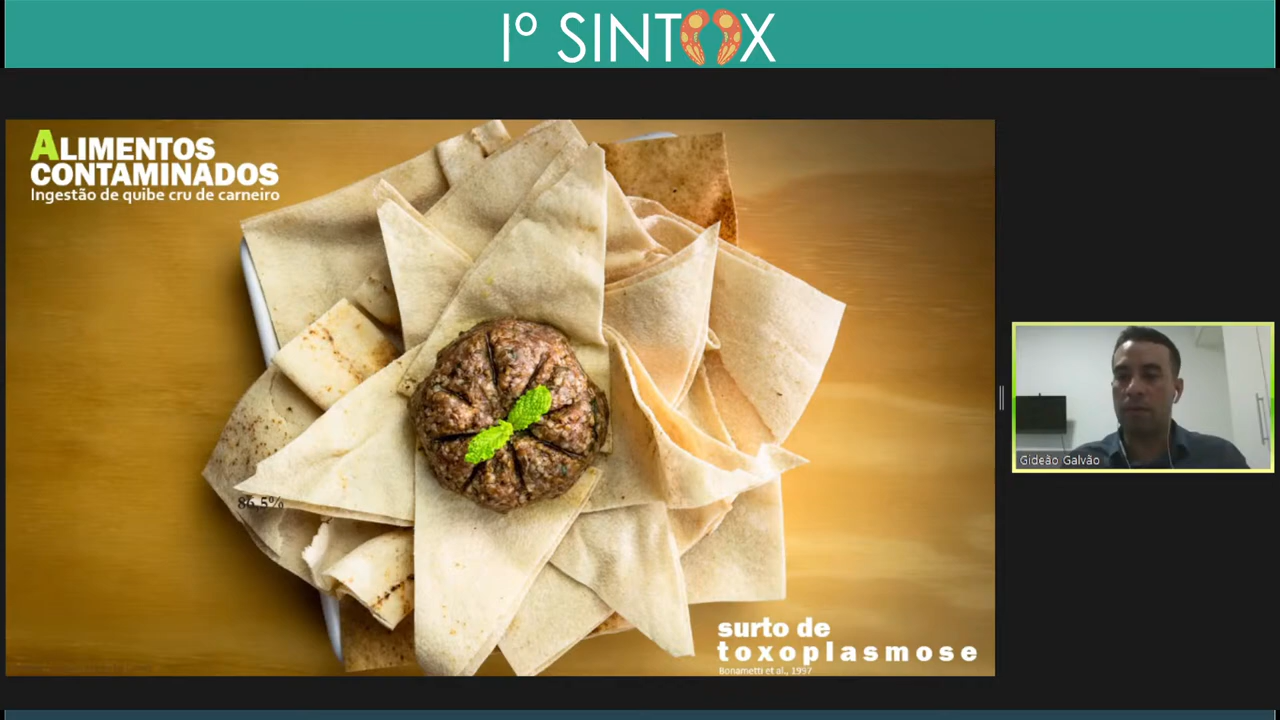 Iº SINTOX
ALIMENTOS
CONTAMINADOS
Ingestão de quibe cru de carneiro
86,5%
surto de
toxoplasmose
Bonametti et al., 1997
Gideão Galvão